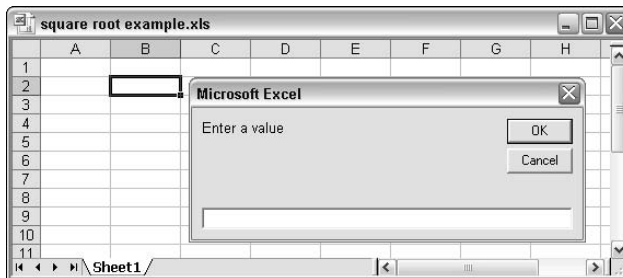 square root example.xls
A B C D E F G H
1
2
3
4
5
6
7
8
9
10
11
Microsoft Excel
Enter a value
OK
Cancel
Sheet1